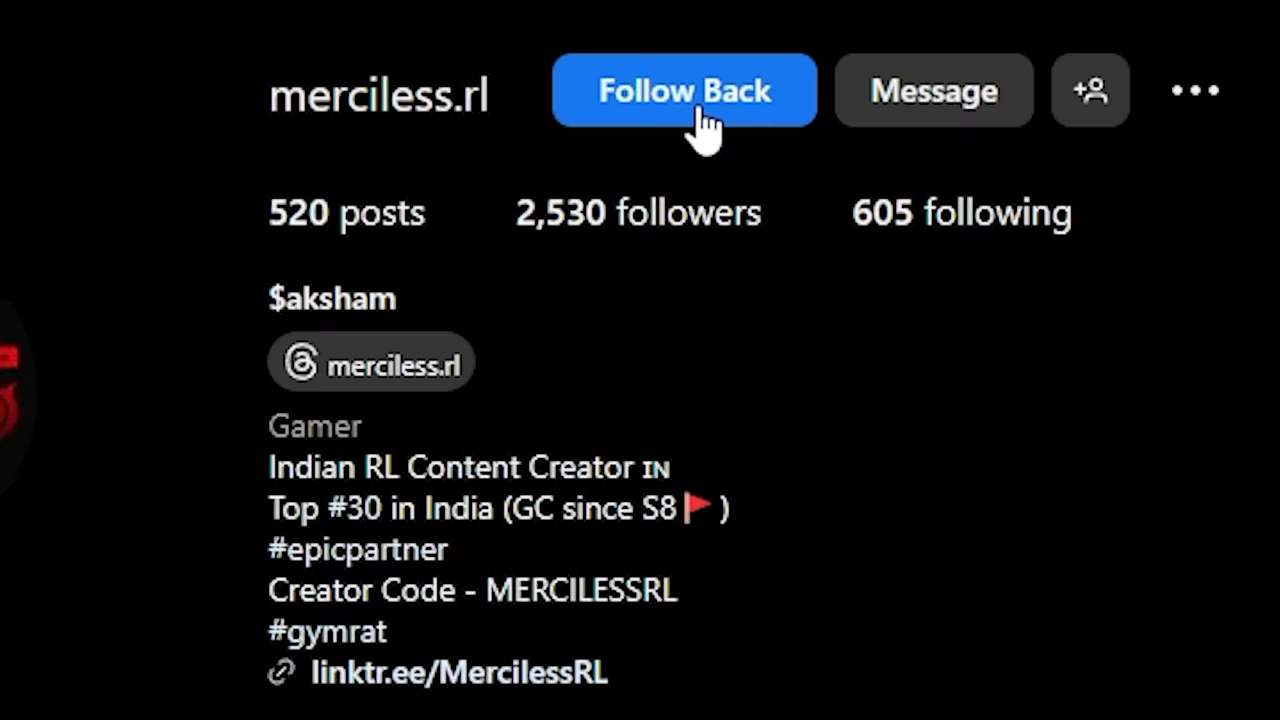 merciless.rl Follow Back Message
520 posts 2,530 followers 605 following
$aksham
merciless.rl
Gamer
Indian RL Content Creator IN
Top #30 in India (GC since S8🚩)
#epicpartner
Creator Code - MERCILESSRL
#gymrat
linktr.ee/MercilessRL